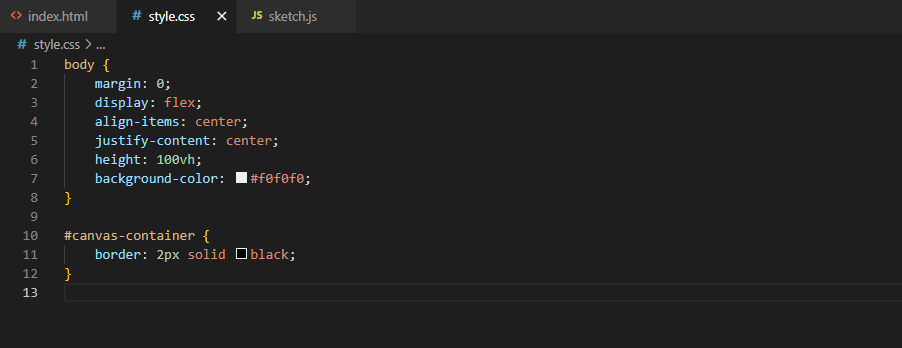 <> index.html # style.css × JS sketch.js
# style.css > ...
1 body {
2     margin: 0;
3     display: flex;
4     align-items: center;
5     justify-content: center;
6     height: 100vh;
7     background-color: #f0f0f0;
8 }
9
10 #canvas-container {
11     border: 2px solid black;
12 }
13